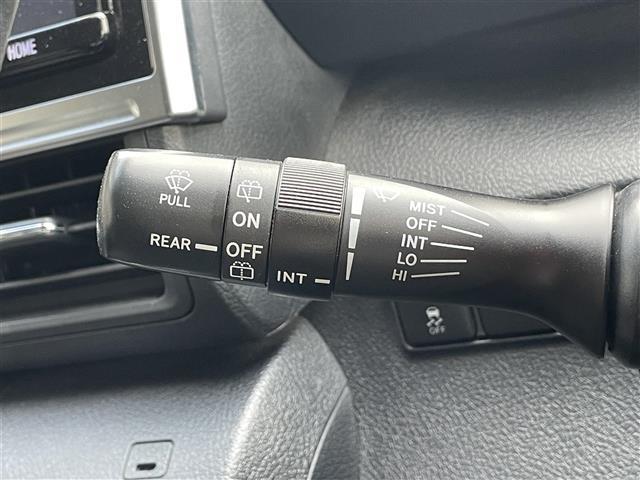 HOME
PULL
REAR
ON
OFF
INT
MIST
OFF
INT
LO
HI
OFF